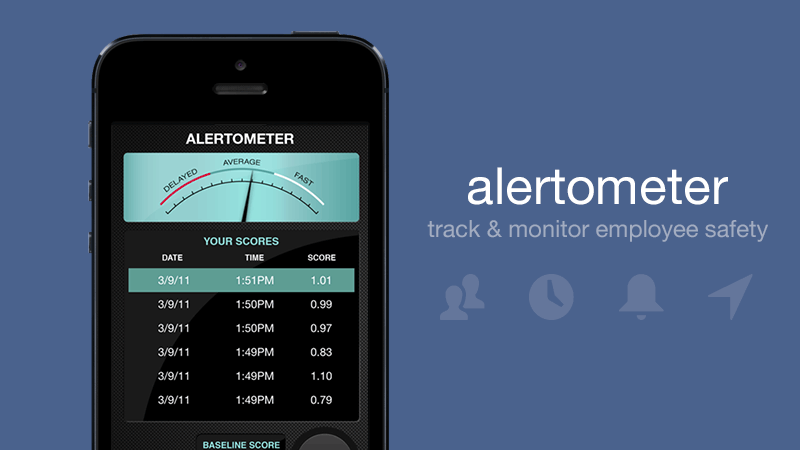 ALERTOMETER
DELAYED AVERAGE FAST
YOUR SCORES
DATE TIME SCORE
3/9/11 1:51PM 1.01
3/9/11 1:50PM 0.99
3/9/11 1:50PM 0.97
3/9/11 1:49PM 0.83
3/9/11 1:49PM 1.10
3/9/11 1:49PM 0.79
BASELINE SCORE
alertometer
track & monitor employee safety